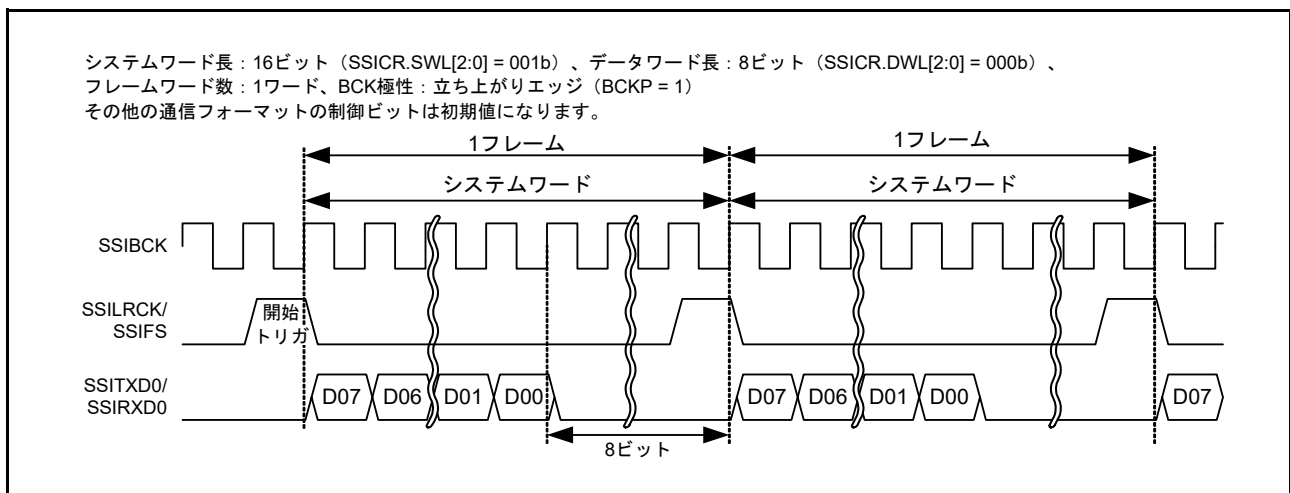 システムワード長：16ビット（SSICR.SWL[2:0] = 001b）、データワード長：8ビット（SSICR.DWL[2:0] = 000b）、
フレームワード数：1ワード、BCK極性：立ち上がりエッジ（BCKP = 1）
その他の通信フォーマットの制御ビットは初期値になります。
1フレーム 1フレーム
システムワード システムワード
SSIBCK
SSILRCK/
SSIFS
開始
トリガ
SSITXD0/
SSIRXD0
D07 D06 D01 D00 D07 D06 D01 D00 D07
8ビット